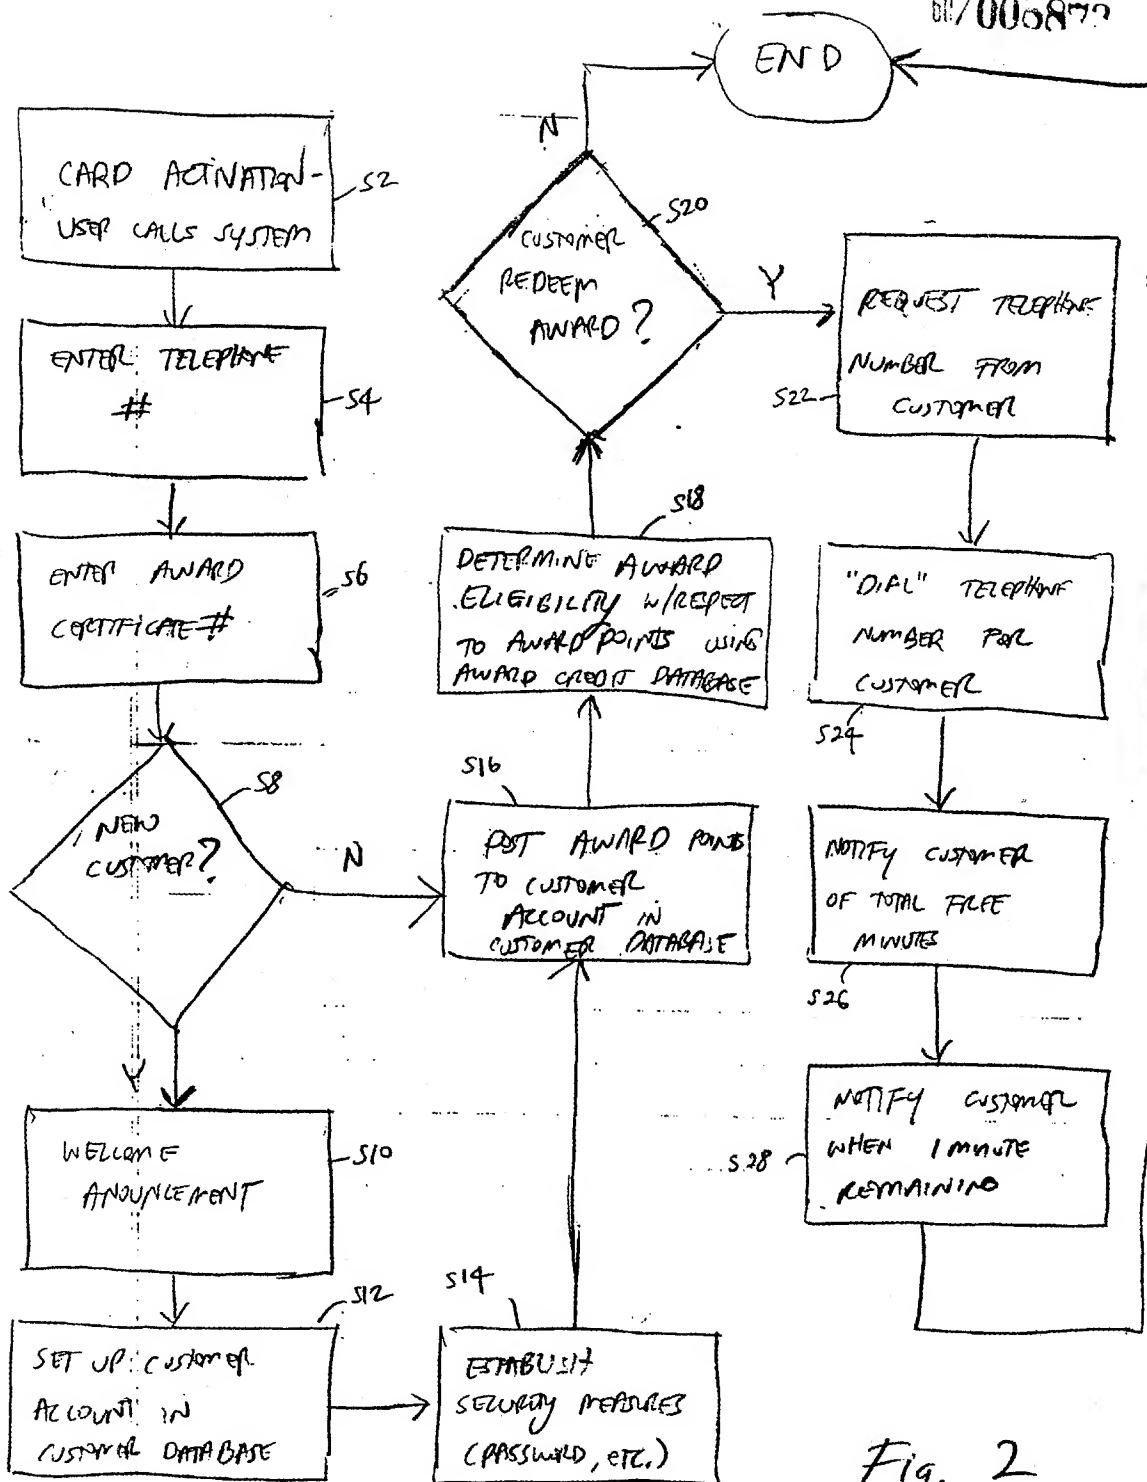 END
CARD ACTIVATION-
USER CALLS SYSTEM
S2
ENTER TELEPHONE
#
S4
ENTER AWARD
CERTIFICATE #
S6
NEW
CUSTOMER?
S8
N
Y
WELCOME
ANOUNCEMENT
S10
SET UP CUSTOMER
ACCOUNT IN
CUSTOMER DATABASE
S12
ESTABLISH
SECURITY MEASURES
(PASSWORD, ETC.)
S14
POST AWARD POINTS
TO CUSTOMER
ACCOUNT IN
CUSTOMER DATABASE
S16
DETERMINE AWARD
ELIGIBILITY W/REPECT
TO AWARD POINTS USING
AWARD CREDIT DATABASE
S18
CUSTOMER
REDEEM
AWARD?
S20
N
Y
REQUEST TELEPHONE
NUMBER FROM
CUSTOMER
S22
"DIAL" TELEPHONE
NUMBER FOR
CUSTOMER
S24
NOTIFY CUSTOMER
OF TOTAL FREE
MINUTES
S26
NOTIFY CUSTOMER
WHEN 1 MINUTE
REMAINING
S28
Fig. 2